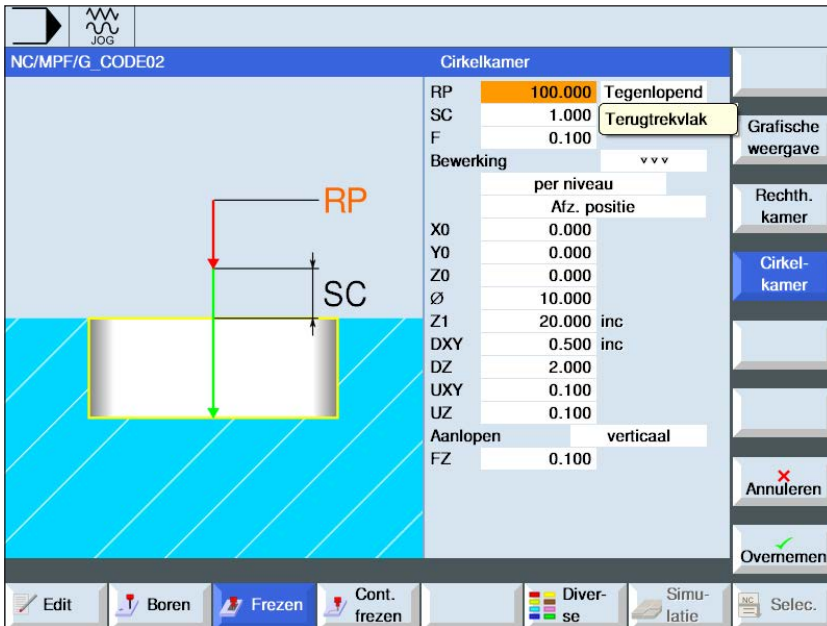 JOG
NC/MPF/G_CODE02
Cirkelkamer
RP 100.000 Tegenlopend
SC 1.000
Terugtrekvlak
F 0.100
Bewerking v v v
per niveau
Afz. positie
X0 0.000
Y0 0.000
Z0 0.000
Ø 10.000
Z1 20.000 inc
DXY 0.500 inc
DZ 2.000
UXY 0.100
UZ 0.100
Aanlopen verticaal
FZ 0.100
RP
SC
Grafische
weergave
Rechth.
kamer
Cirkel-
kamer
Annuleren
Overnemen
Edit
Boren
Frezen
Cont.
frezen
Diver-
se
Simu-
latie
NC
Selec.